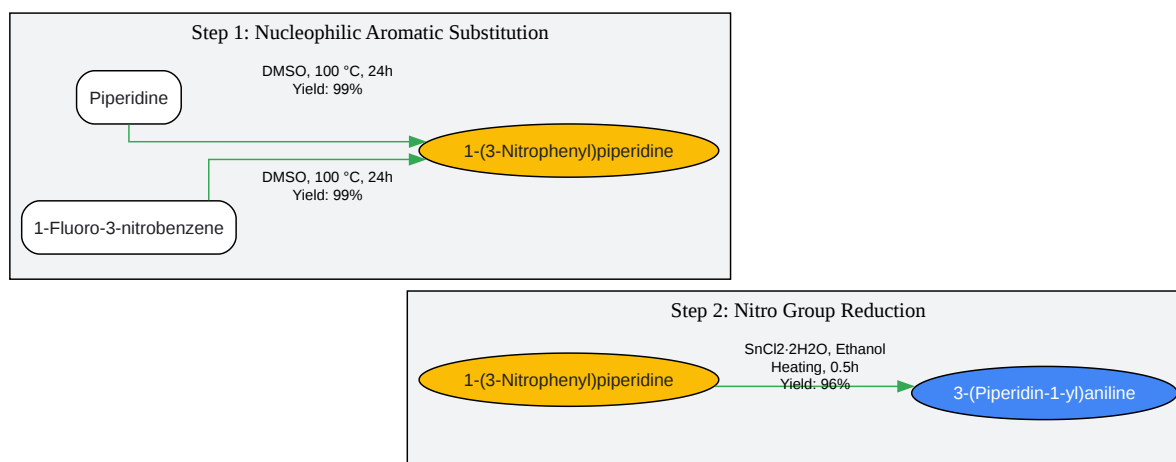 Step 1: Nucleophilic Aromatic Substitution
DMSO, 100 °C, 24h
Yield: 99%
Piperidine
1-(3-Nitrophenyl)piperidine
DMSO, 100 °C, 24h
Yield: 99%
1-Fluoro-3-nitrobenzene
Step 2: Nitro Group Reduction
SnCl2·2H2O, Ethanol
Heating, 0.5h
Yield: 96%
1-(3-Nitrophenyl)piperidine
3-(Piperidin-1-yl)aniline